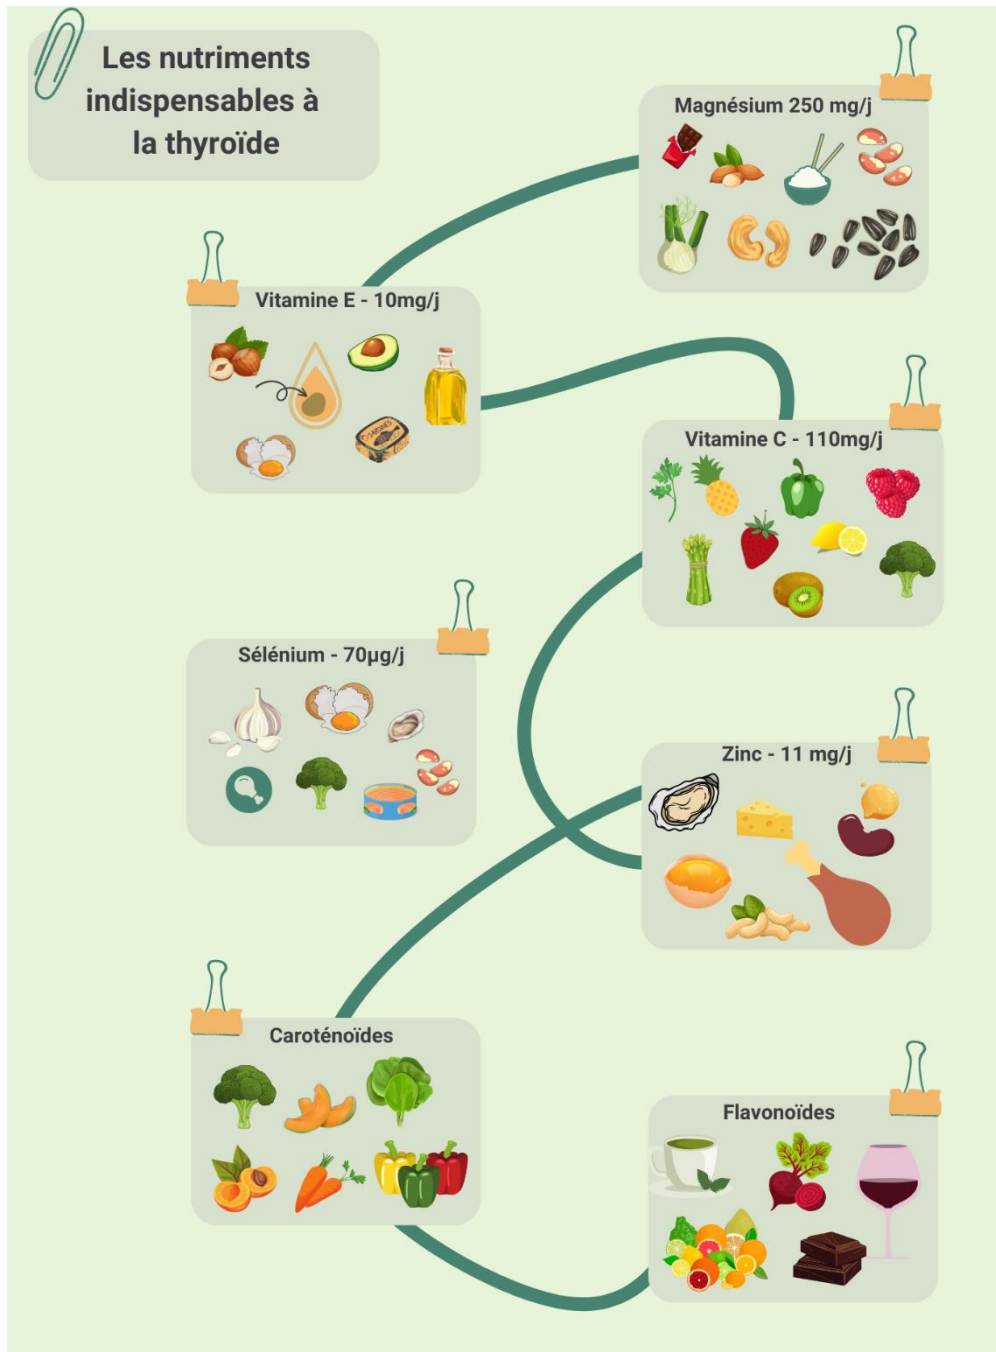 Les nutriments
indispensables à
la thyroïde
Magnésium 250 mg/j
Vitamine E - 10mg/j
Vitamine C - 110mg/j
Sélénium - 70µg/j
Zinc - 11 mg/j
Caroténoïdes
Flavonoïdes